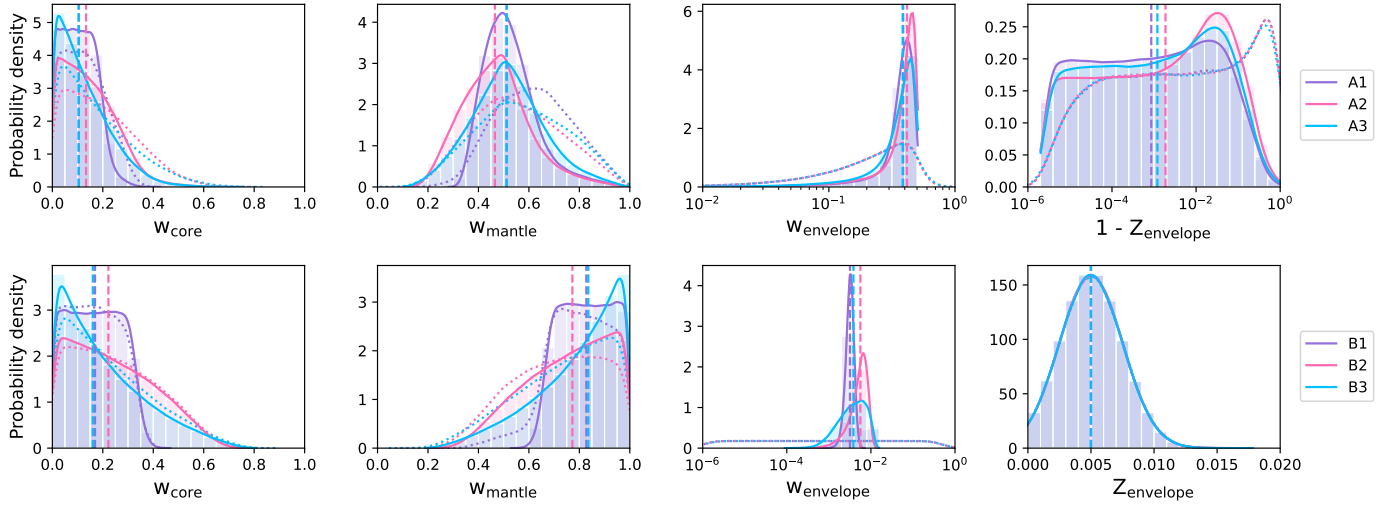 Probability density
5
4
3
2
1
0
0.0 0.2 0.4 0.6 0.8 1.0
w_core
4
3
2
1
0
0.0 0.2 0.4 0.6 0.8 1.0
w_mantle
6
4
2
0
10^-2 10^-1 10^0
w_envelope
0.25
0.20
0.15
0.10
0.05
0.00
10^-6 10^-4 10^-2 10^0
1 - Z_envelope
A1
A2
A3
Probability density
3
2
1
0
0.0 0.2 0.4 0.6 0.8 1.0
w_core
3
2
1
0
0.0 0.2 0.4 0.6 0.8 1.0
w_mantle
4
3
2
1
0
10^-6 10^-4 10^-2 10^0
w_envelope
150
100
50
0
0.000 0.005 0.010 0.015 0.020
Z_envelope
B1
B2
B3